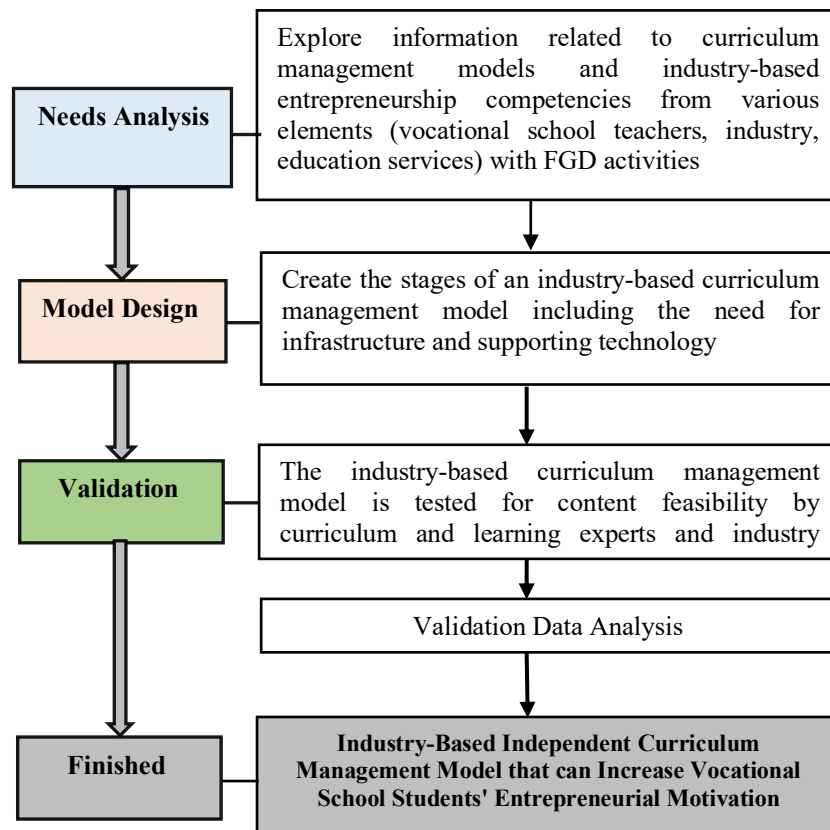 Needs Analysis
Explore information related to curriculum
management models and industry-based
entrepreneurship competencies from various
elements (vocational school teachers, industry,
education services) with FGD activities
Model Design
Create the stages of an industry-based curriculum
management model including the need for
infrastructure and supporting technology
Validation
The industry-based curriculum management
model is tested for content feasibility by
curriculum and learning experts and industry
Validation Data Analysis
Finished
Industry-Based Independent Curriculum
Management Model that can Increase Vocational
School Students' Entrepreneurial Motivation